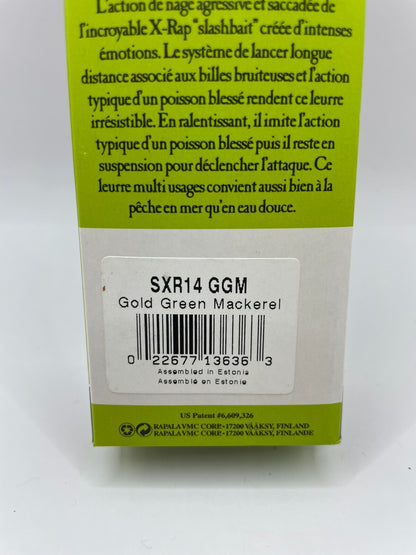 L'action de nage agressive et saccadée de
l'incroyable X-Rap "slashbait" créée d'intenses
émotions. Le système de lancer longue
distance associé aux billes bruiteuses et l'action
typique d'un poisson blessé rendent ce leurre
irrésistible. En ralentissant, il imite l'action
typique d'un poisson blessé puis il reste en
suspension pour déclencher l'attaque. Ce
leurre multi usages convient aussi bien à la
pêche en mer qu'en eau douce.
SXR14 GGM
Gold Green Mackerel
0 22677 13636 3
Assembled in Estonia
Assemblé en Estonie
US Patent #6,609,326
RAPALA VMC CORP. · 17200 VÄÄKSY, FINLAND
RAPALA VMC CORP. · 17200 VÄÄKSY, FINLANDE